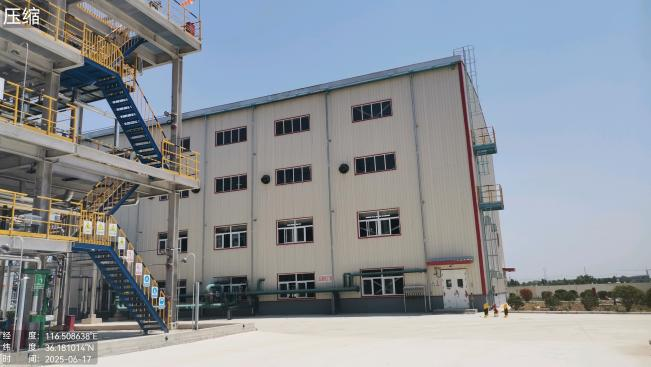 压缩
经 度: 116.508638°E
纬 度: 36.181014°N
时 间: 2025-06-17